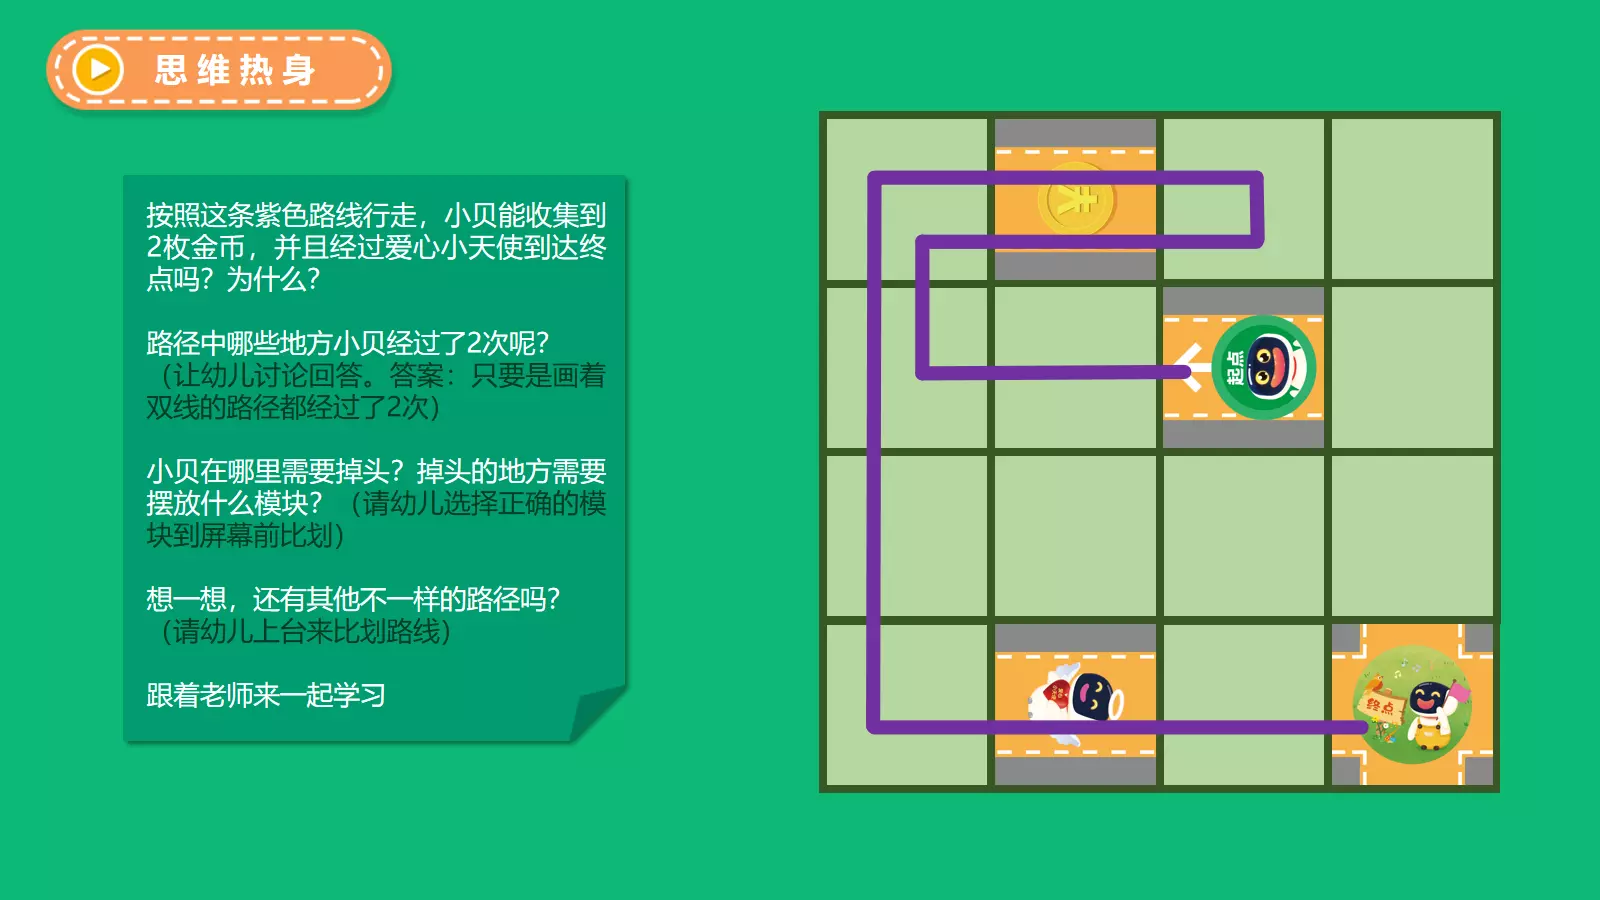 思维热身
按照这条紫色路线行走，小贝能收集到
2枚金币，并且经过爱心小天使到达终
点吗？为什么？
路径中哪些地方小贝经过了2次呢？
（让幼儿讨论回答。答案：只要是画着
双线的路径都经过了2次）
小贝在哪里需要掉头？掉头的地方需要
摆放什么模块？（请幼儿选择正确的模
块到屏幕前比划）
想一想，还有其他不一样的路径吗？
（请幼儿上台来比划路线）
跟着老师来一起学习
¥
起点
终点